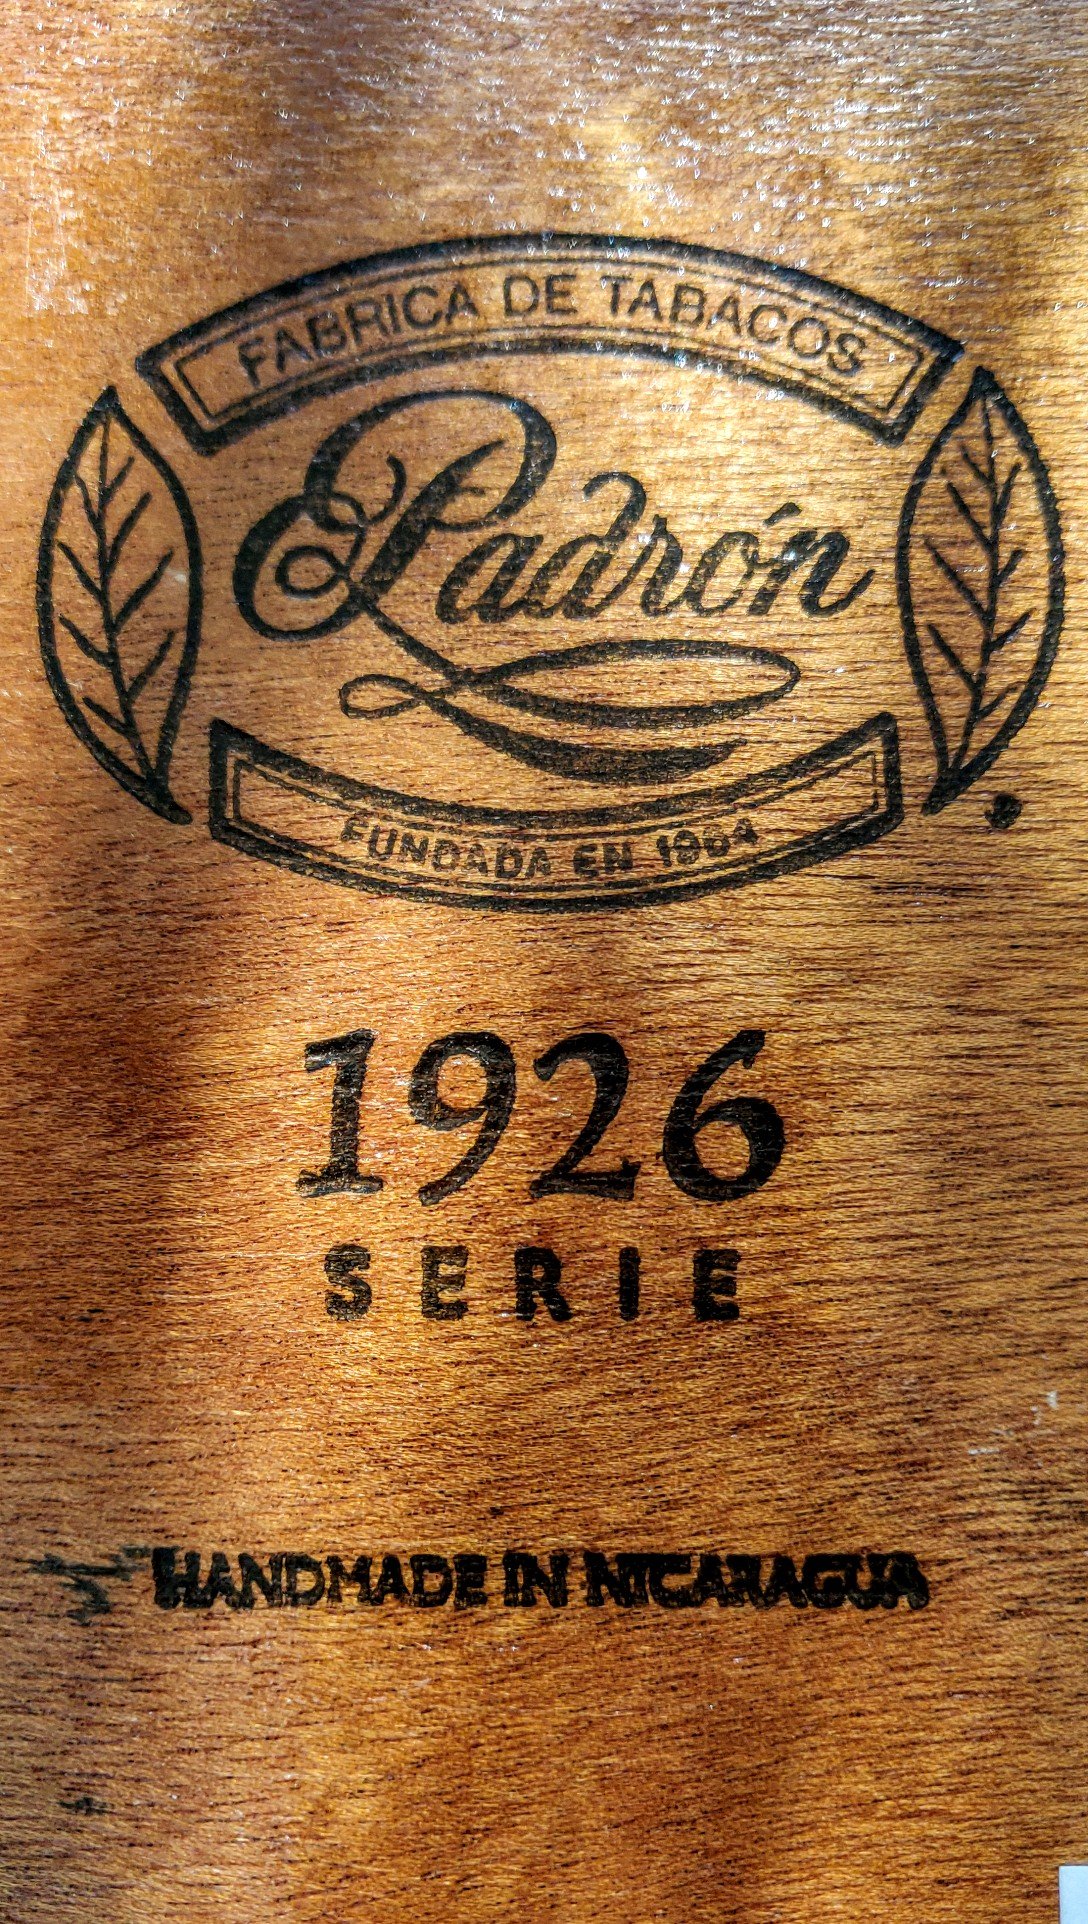 FABRICA DE TABACOS
Padrón
FUNDADA EN 1964
1926
SERIE
HANDMADE IN NICARAGUA